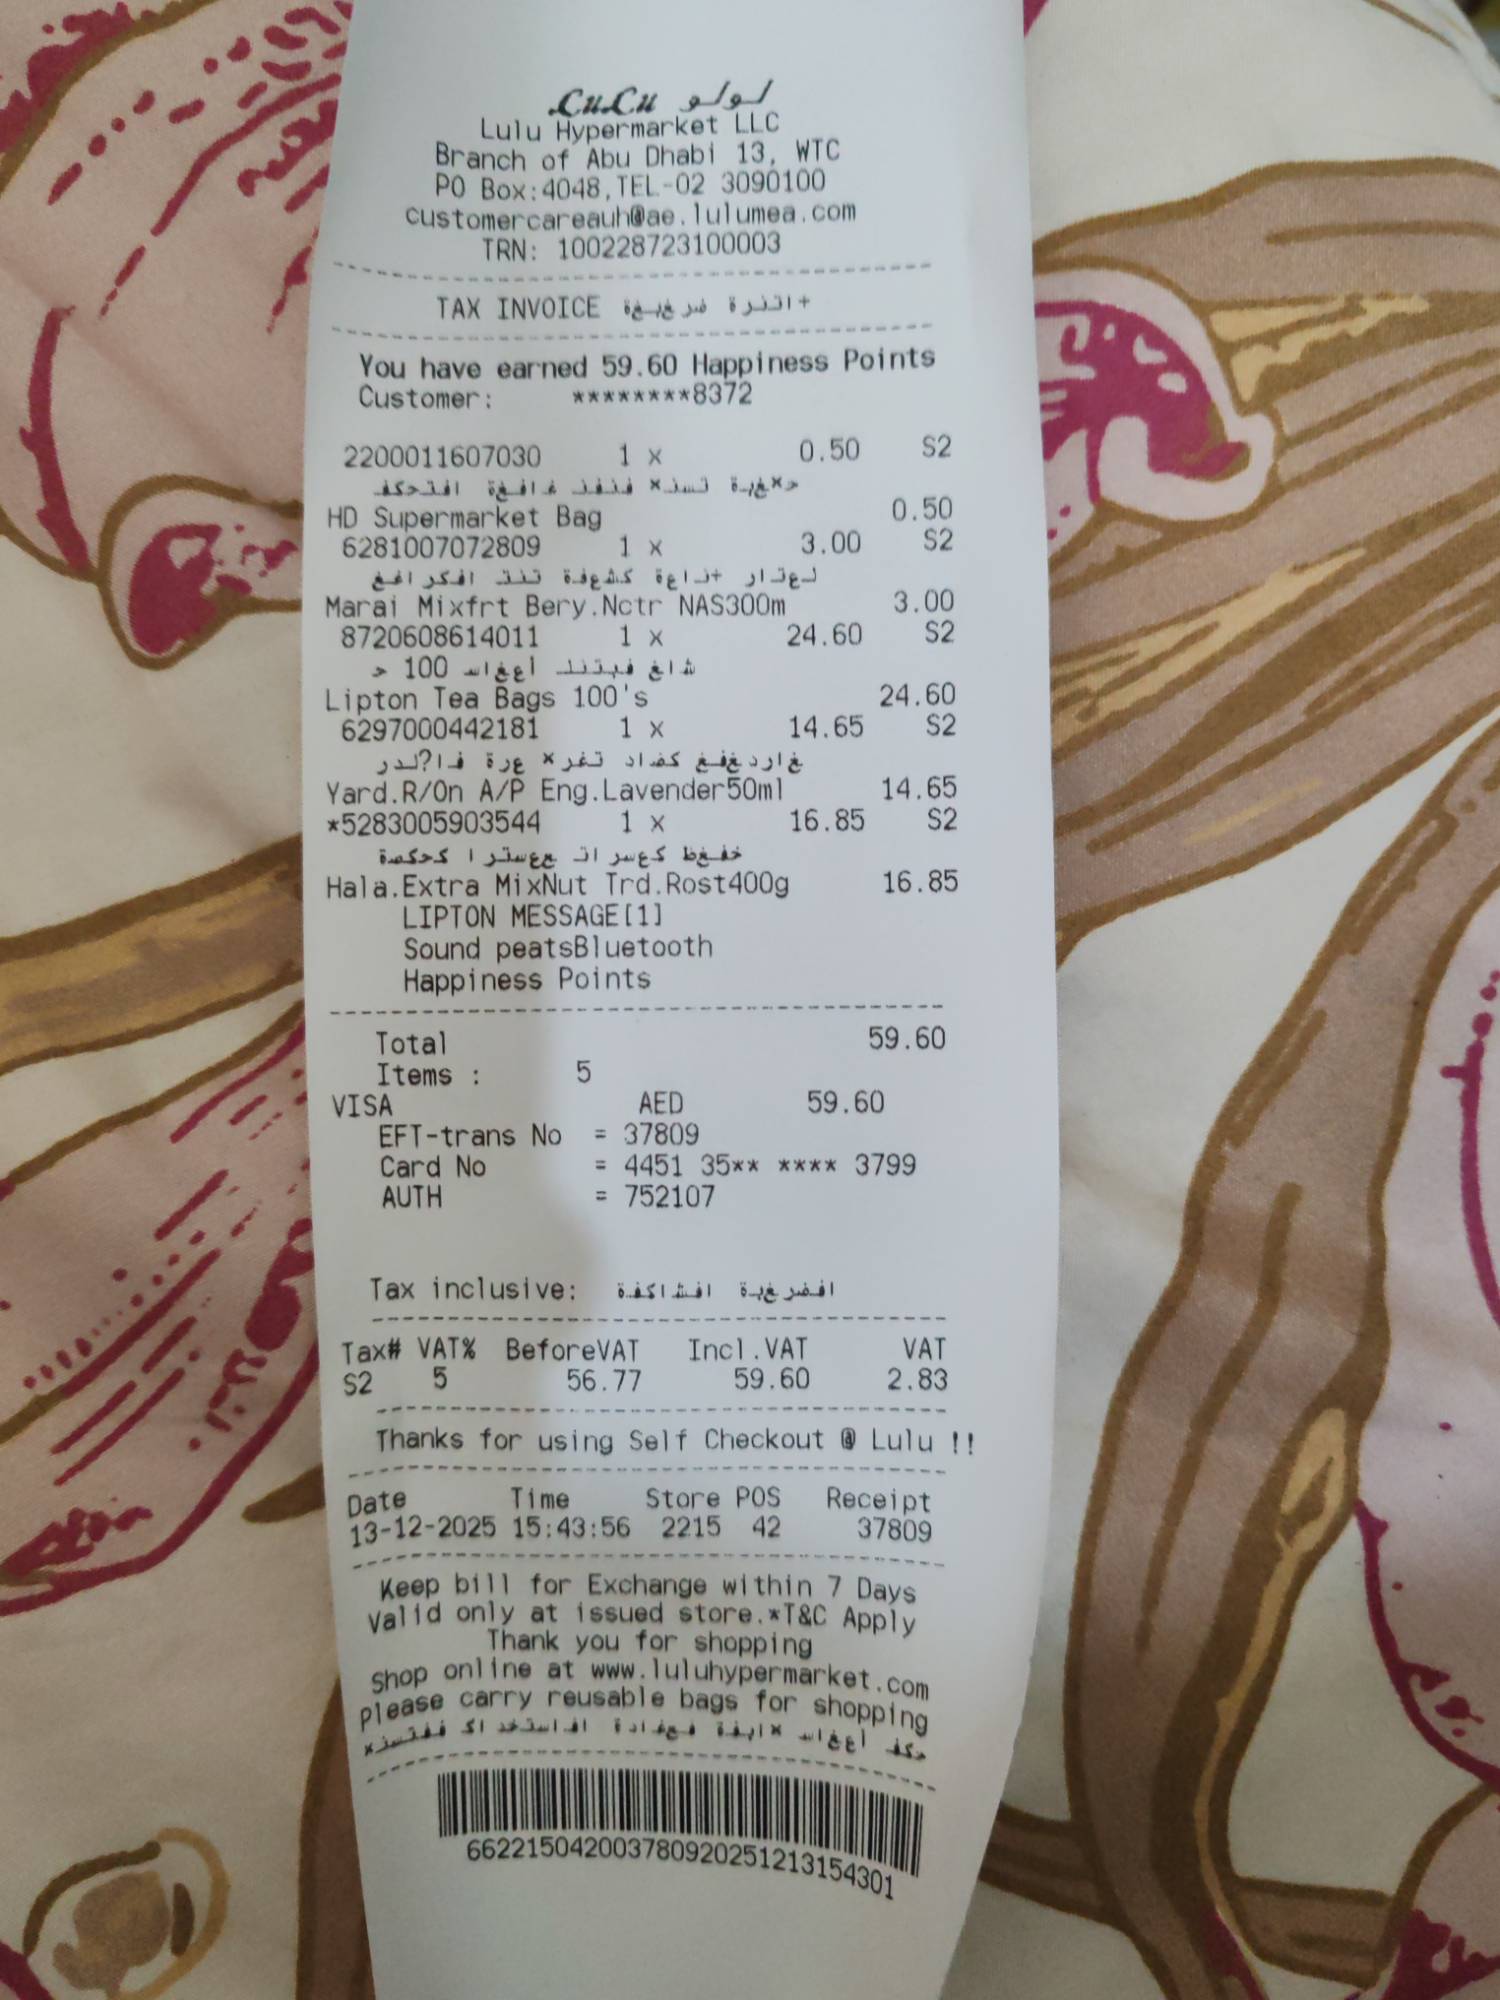 LuLu لولو
Lulu Hypermarket LLC
Branch of Abu Dhabi 13, WTC
PO Box:4048,TEL-02 3090100
customercareauh@ae.lulumea.com
TRN: 100228723100003
TAX INVOICE
You have earned 59.60 Happiness Points
Customer: ********8372
2200011607030 1 x 0.50 S2
HD Supermarket Bag 0.50
6281007072809 1 x 3.00 S2
Marai Mixfrt Bery.Nctr NAS300m 3.00
8720608614011 1 x 24.60 S2
100
Lipton Tea Bags 100's 24.60
6297000442181 1 x 14.65 S2
Yard.R/On A/P Eng.Lavender50ml 14.65
*5283005903544 1 x 16.85 S2
Hala.Extra MixNut Trd.Rost400g 16.85
LIPTON MESSAGE[1]
Sound peatsBluetooth
Happiness Points
Total 59.60
Items : 5
VISA AED 59.60
EFT-trans No = 37809
Card No = 4451 35** **** 3799
AUTH = 752107
Tax inclusive:
Tax# VAT% BeforeVAT Incl.VAT VAT
S2 5 56.77 59.60 2.83
Thanks for using Self Checkout @ Lulu !!
Date Time Store POS Receipt
13-12-2025 15:43:56 2215 42 37809
Keep bill for Exchange within 7 Days
Valid only at issued store.*T&C Apply
Thank you for shopping
Shop online at www.luluhypermarket.com
Please carry reusable bags for shopping
662215042003780920251213154301